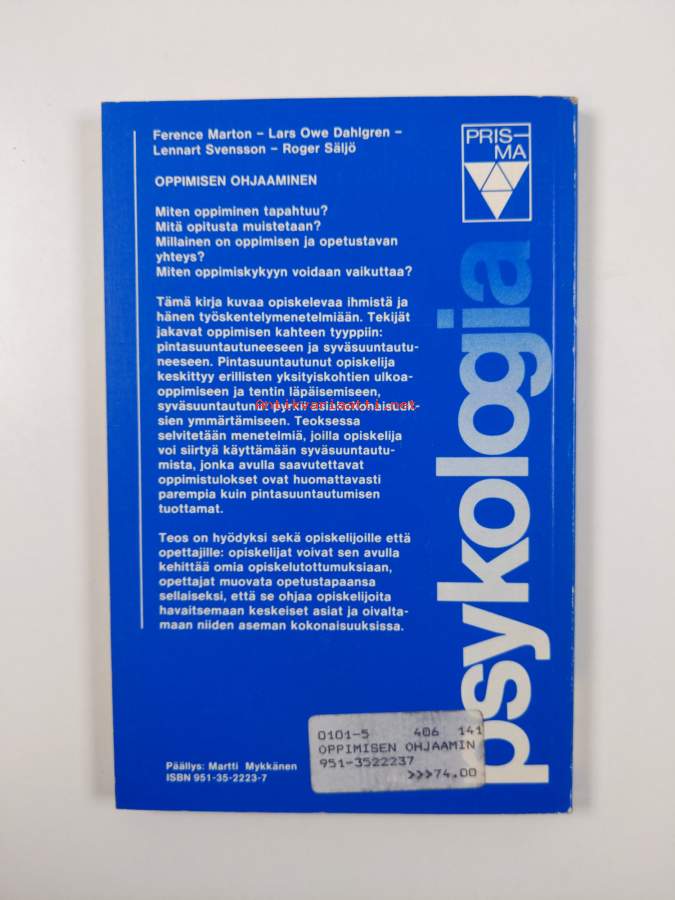 Ference Marton – Lars Owe Dahlgren –
Lennart Svensson – Roger Säljö
OPPIMISEN OHJAAMINEN
Miten oppiminen tapahtuu?
Mitä opitusta muistetaan?
Millainen on oppimisen ja opetustavan
yhteys?
Miten oppimiskykyyn voidaan vaikuttaa?
Tämä kirja kuvaa opiskelevaa ihmistä ja
hänen työskentelymenetelmiään. Tekijät
jakavat oppimisen kahteen tyyppiin:
pintasuuntautuneeseen ja syväsuuntautu-
neeseen. Pintasuuntautunut opiskelija
keskittyy erillisten yksityiskohtien ulkoa-
oppimiseen ja tentin läpäisemiseen,
syväsuuntautunut pyrkii asiakokonaisuuk-
sien ymmärtämiseen. Teoksessa
selvitetään menetelmiä, joilla opiskelija
voi siirtyä käyttämään syväsuuntautu-
mista, jonka avulla saavutettavat
oppimistulokset ovat huomattavasti
parempia kuin pintasuuntautumisen
tuottamat.
Teos on hyödyksi sekä opiskelijoille että
opettajille: opiskelijat voivat sen avulla
kehittää omia opiskelutottumuksiaan,
opettajat muovata opetustapaansa
sellaiseksi, että se ohjaa opiskelijoita
havaitsemaan keskeiset asiat ja oivalta-
maan niiden aseman kokonaisuuksissa.
Päällys: Martti Mykkänen
ISBN 951-35-2223-7
PRIS–
MA
psykologia
0101-5 406 141
OPPIMISEN OHJAAMIN
951-3522237
>>>74.00